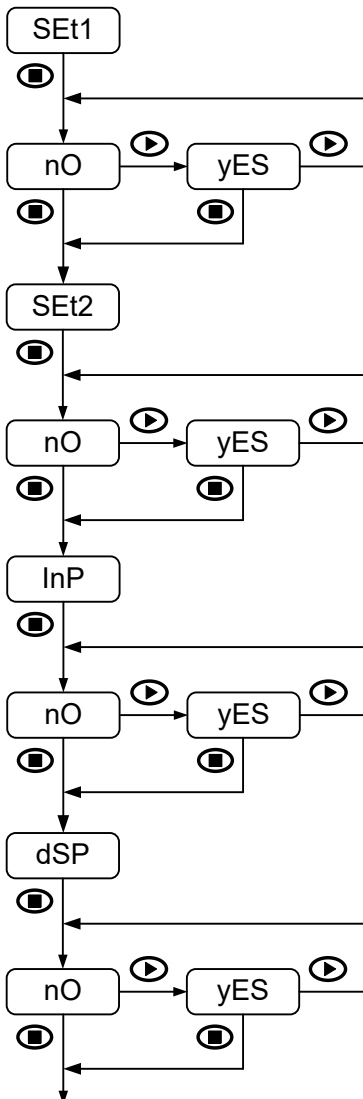 SEt1
nO yES
SEt2
nO yES
InP
nO yES
dSP
nO yES